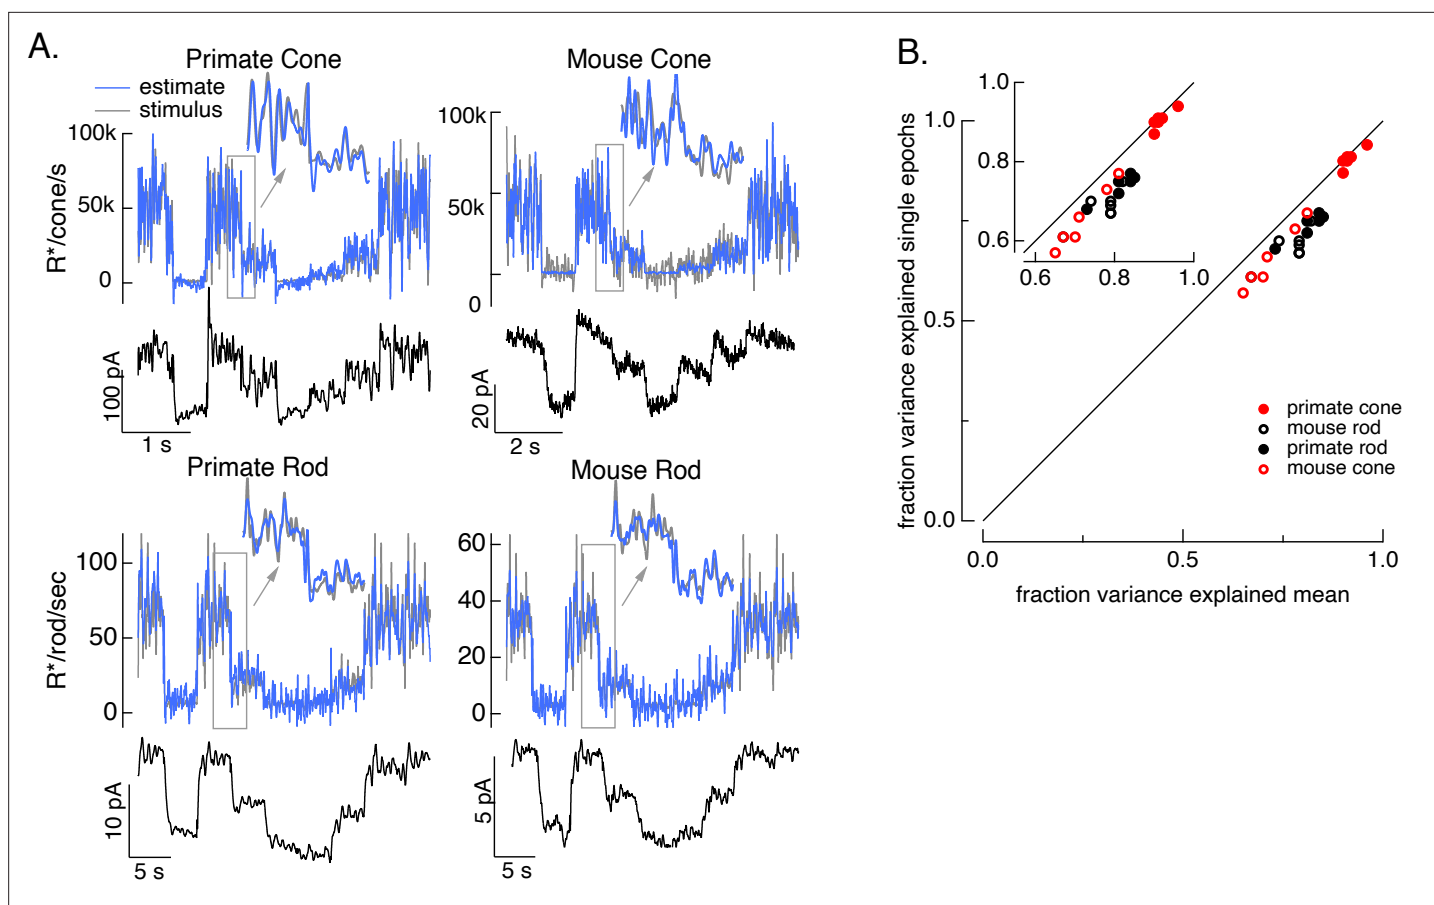 A.
Primate Cone
estimate
stimulus
100k
50k
0
R*/cone/s
100 pA
1 s
Mouse Cone
100k
50k
0
20 pA
2 s
Primate Rod
100
50
0
R*/rod/sec
10 pA
5 s
Mouse Rod
60
40
20
0
5 pA
5 s
B.
1.0
0.8
0.6
0.6
0.8
1.0
1.0
0.5
0.0
0.0
0.5
1.0
fraction variance explained single epochs
fraction variance explained mean
primate cone
mouse rod
primate rod
mouse cone